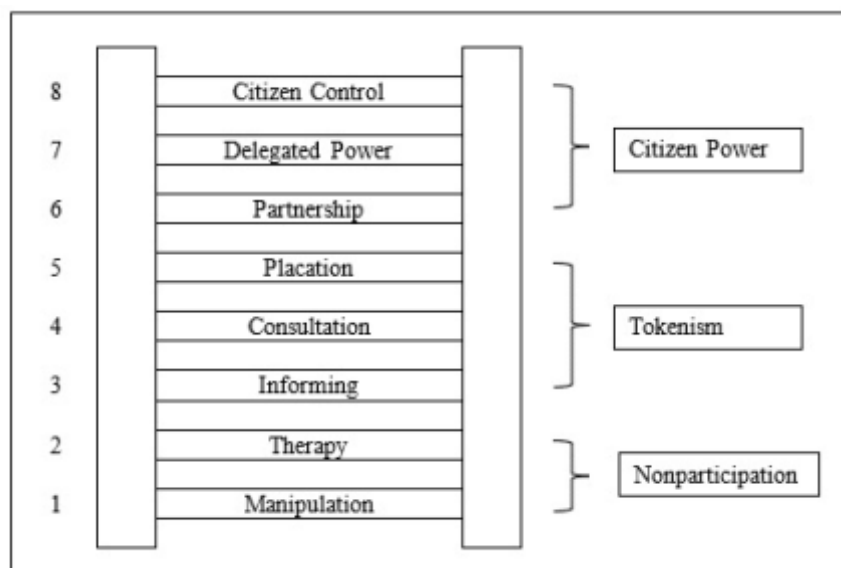 8 Citizen Control
7 Delegated Power
Citizen Power
6 Partnership
5 Placation
4 Consultation
Tokenism
3 Informing
2 Therapy
Nonparticipation
1 Manipulation